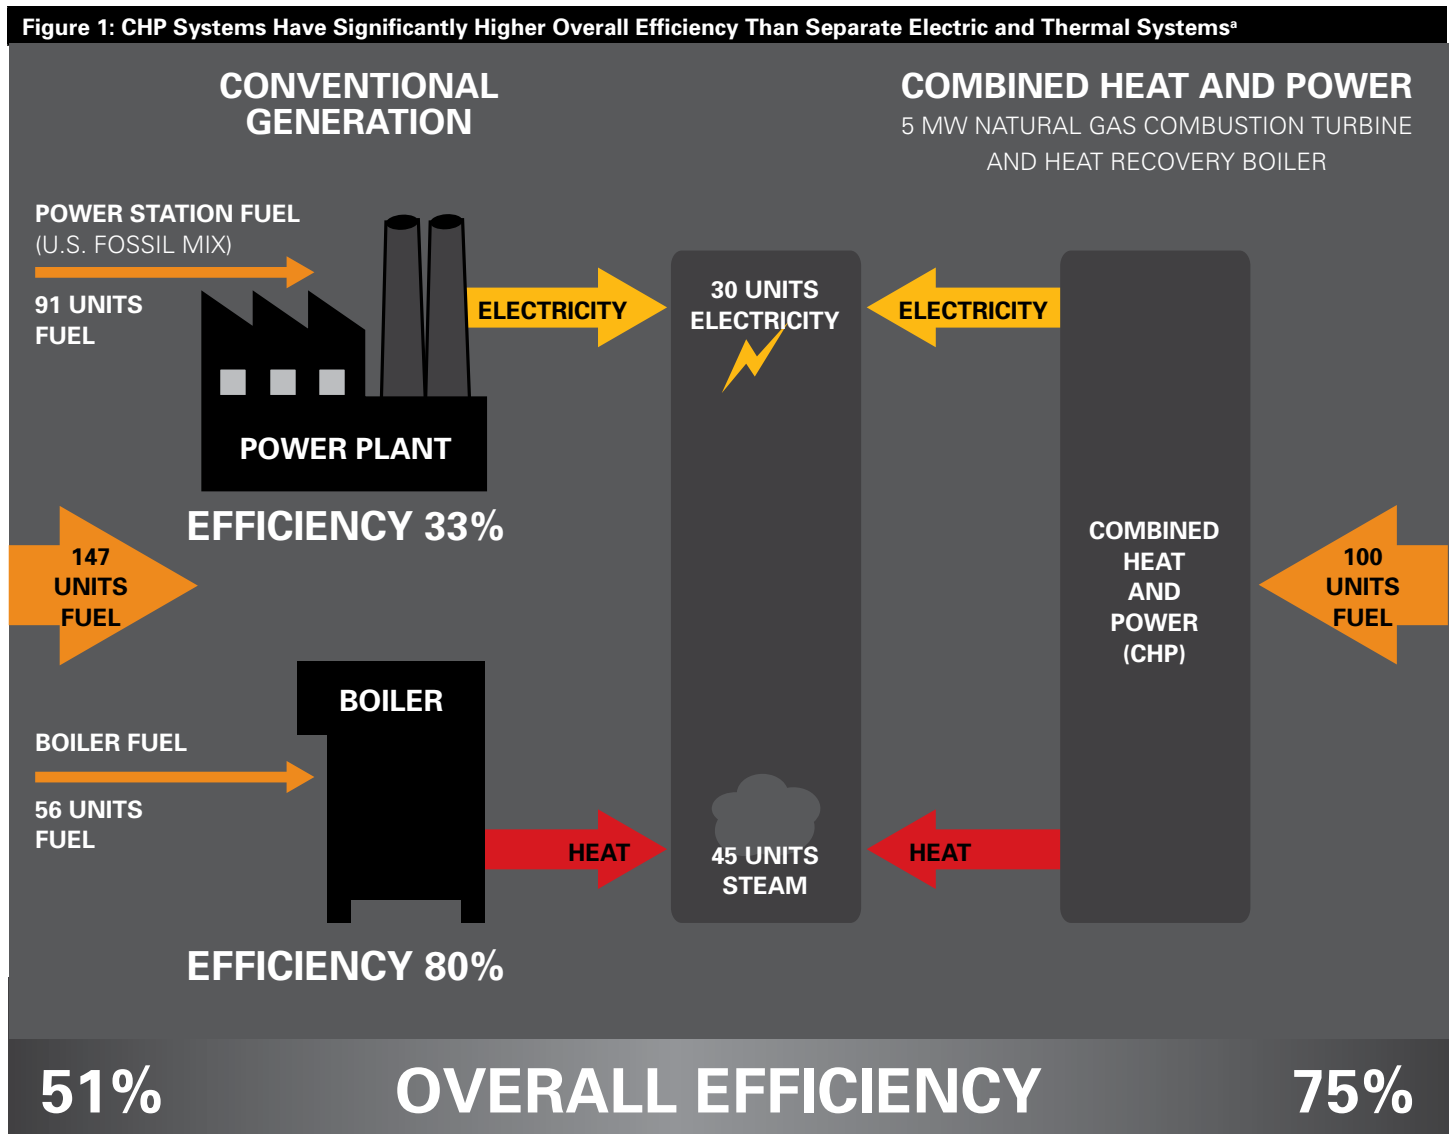 Figure 1: CHP Systems Have Significantly Higher Overall Efficiency Than Separate Electric and Thermal Systemsᵃ
CONVENTIONAL
GENERATION
COMBINED HEAT AND POWER
5 MW NATURAL GAS COMBUSTION TURBINE
AND HEAT RECOVERY BOILER
POWER STATION FUEL
(U.S. FOSSIL MIX)
91 UNITS
FUEL
ELECTRICITY
30 UNITS
ELECTRICITY
ELECTRICITY
POWER PLANT
EFFICIENCY 33%
147
UNITS
FUEL
COMBINED
HEAT
AND
POWER
(CHP)
100
UNITS
FUEL
BOILER
BOILER FUEL
56 UNITS
FUEL
HEAT
45 UNITS
STEAM
HEAT
EFFICIENCY 80%
51%
OVERALL EFFICIENCY
75%